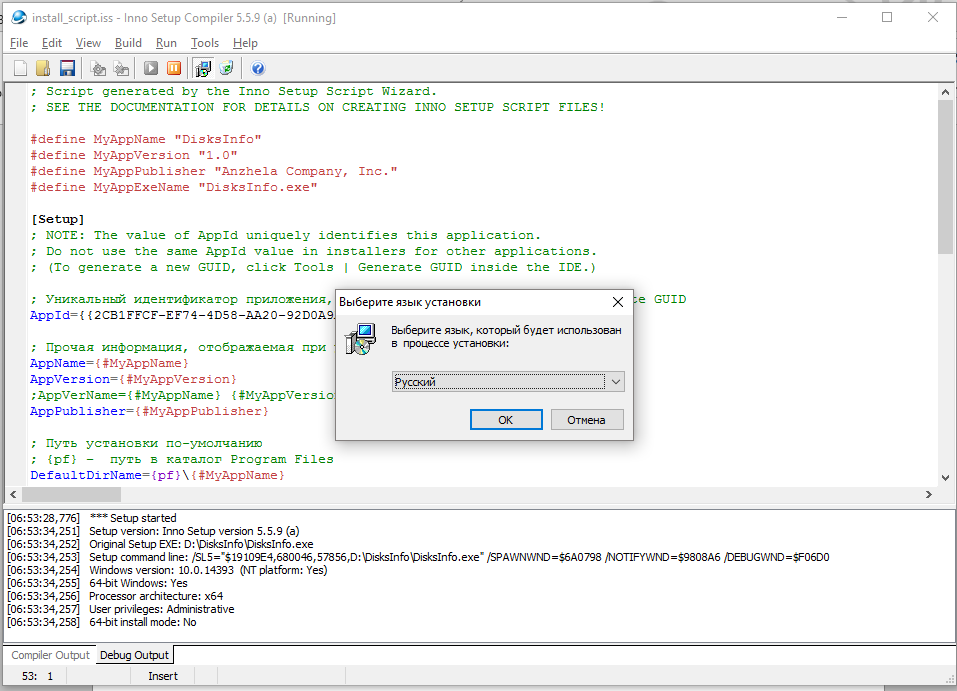 install_script.iss - Inno Setup Compiler 5.5.9 (a)  [Running]
File Edit View Build Run Tools Help
; Script generated by the Inno Setup Script Wizard.
; SEE THE DOCUMENTATION FOR DETAILS ON CREATING INNO SETUP SCRIPT FILES!
#define MyAppName "DisksInfo"
#define MyAppVersion "1.0"
#define MyAppPublisher "Anzhela Company, Inc."
#define MyAppExeName "DisksInfo.exe"
[Setup]
; NOTE: The value of AppId uniquely identifies this application.
; Do not use the same AppId value in installers for other applications.
; (To generate a new GUID, click Tools | Generate GUID inside the IDE.)
; Уникальный идентификатор приложения, GUID
AppId={{2CB1FFCF-EF74-4D58-AA20-92D0A9
; Прочая информация, отображаемая при
AppName={#MyAppName}
AppVersion={#MyAppVersion}
;AppVerName={#MyAppName} {#MyAppVersion
AppPublisher={#MyAppPublisher}
; Путь установки по-умолчанию
; {pf} -  путь в каталог Program Files
DefaultDirName={pf}\{#MyAppName}
Выберите язык установки
Выберите язык, который будет использован
в процессе установки:
Русский
OK Отмена
[06:53:28,776] *** Setup started
[06:53:34,251] Setup version: Inno Setup version 5.5.9 (a)
[06:53:34,252] Original Setup EXE: D:\DisksInfo\DisksInfo.exe
[06:53:34,253] Setup command line: /SL5="$19109E4,680046,57856,D:\DisksInfo\DisksInfo.exe" /SPAWNWND=$6A0798 /NOTIFYWND=$9808A6 /DEBUGWND=$F06D0
[06:53:34,254] Windows version: 10.0.14393  (NT platform: Yes)
[06:53:34,255] 64-bit Windows: Yes
[06:53:34,256] Processor architecture: x64
[06:53:34,257] User privileges: Administrative
[06:53:34,258] 64-bit install mode: No
Compiler Output Debug Output
53: 1 Insert